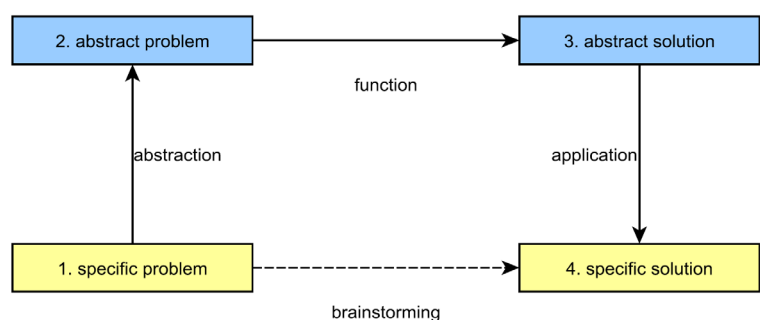 2. abstract problem
3. abstract solution
function
abstraction
application
1. specific problem
4. specific solution
brainstorming